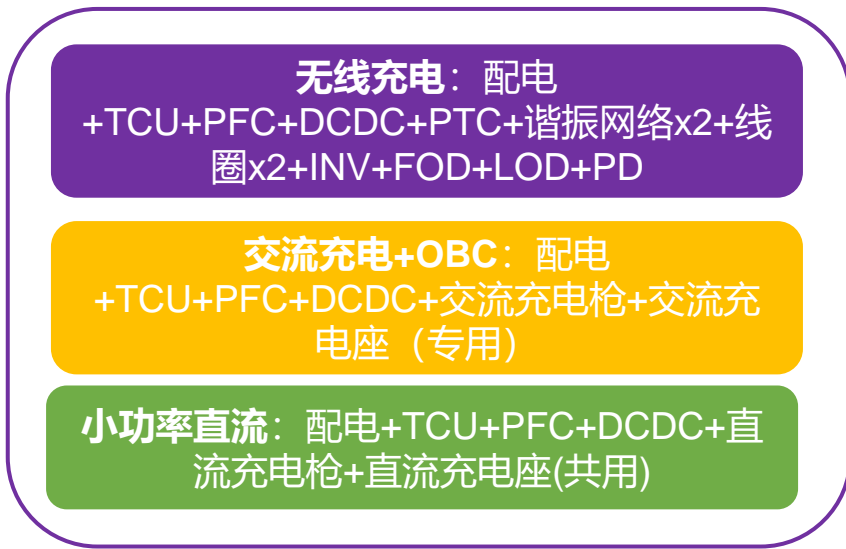 无线充电：配电
+TCU+PFC+DCDC+PTC+谐振网络x2+线
圈x2+INV+FOD+LOD+PD
交流充电+OBC：配电
+TCU+PFC+DCDC+交流充电枪+交流充
电座（专用）
小功率直流：配电+TCU+PFC+DCDC+直
流充电枪+直流充电座(共用)